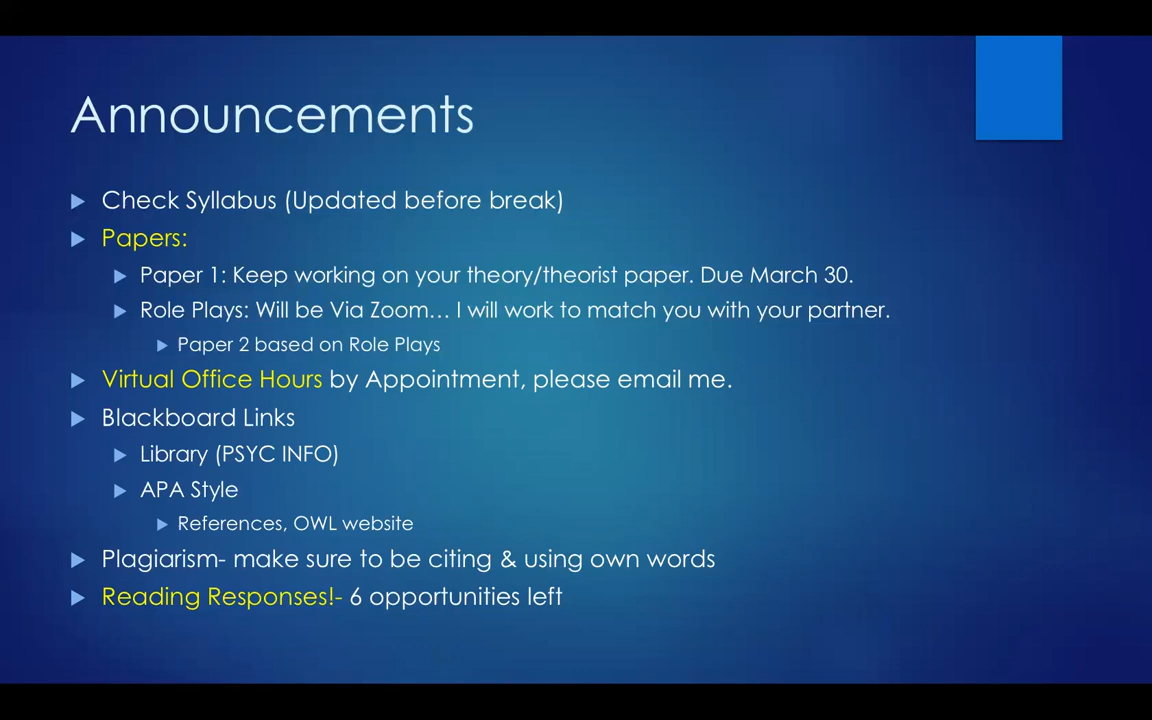 Announcements
Check Syllabus (Updated before break)
Papers:
Paper 1: Keep working on your theory/theorist paper. Due March 30.
Role Plays: Will be Via Zoom… I will work to match you with your partner.
Paper 2 based on Role Plays
Virtual Office Hours by Appointment, please email me.
Blackboard Links
Library (PSYC INFO)
APA Style
References, OWL website
Plagiarism- make sure to be citing & using own words
Reading Responses!- 6 opportunities left